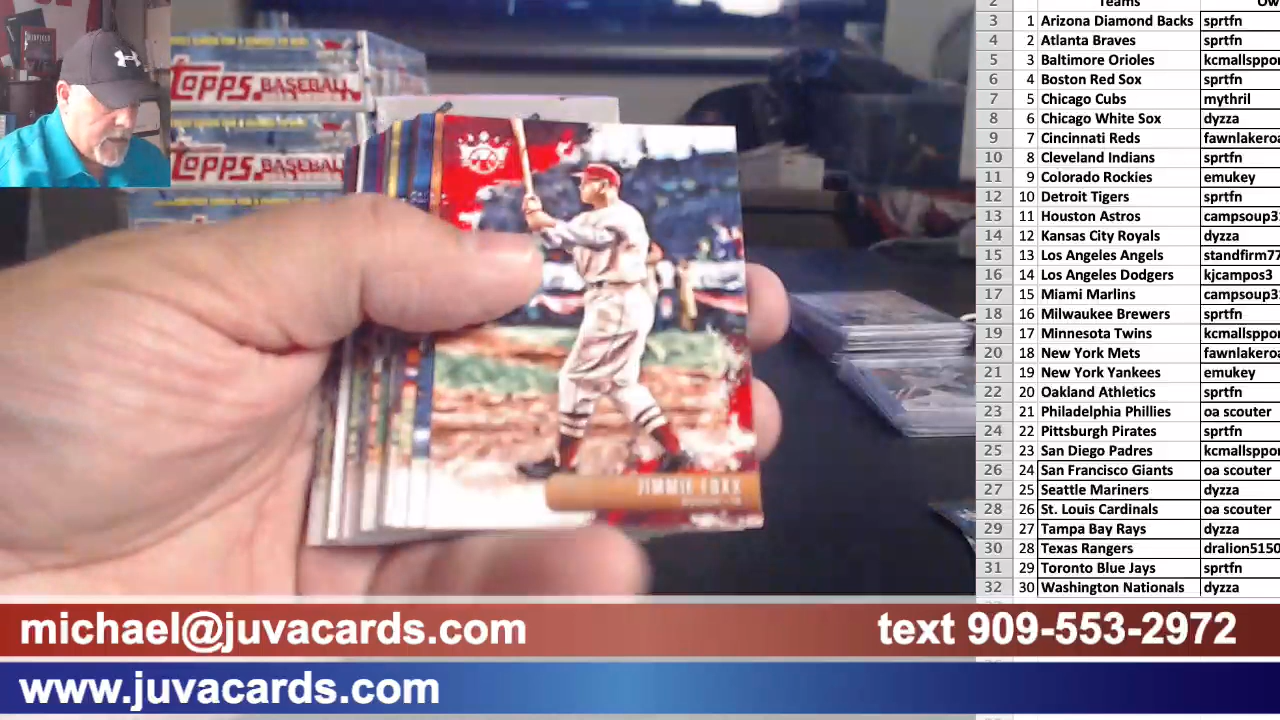 TOPPS BASEBALL
TOPPS BASEBALL
JIMMIE FOXX
2 Teams Ow
3 1 Arizona Diamond Backs sprtfn
4 2 Atlanta Braves sprtfn
5 3 Baltimore Orioles kcmallsppor
6 4 Boston Red Sox sprtfn
7 5 Chicago Cubs mythril
8 6 Chicago White Sox dyzza
9 7 Cincinnati Reds fawnlakeroa
10 8 Cleveland Indians sprtfn
11 9 Colorado Rockies emukey
12 10 Detroit Tigers sprtfn
13 11 Houston Astros campsoup31
14 12 Kansas City Royals dyzza
15 13 Los Angeles Angels standfirm77
16 14 Los Angeles Dodgers kjcampos3
17 15 Miami Marlins campsoup31
18 16 Milwaukee Brewers sprtfn
19 17 Minnesota Twins kcmallsppor
20 18 New York Mets fawnlakeroa
21 19 New York Yankees emukey
22 20 Oakland Athletics sprtfn
23 21 Philadelphia Phillies oa scouter
24 22 Pittsburgh Pirates sprtfn
25 23 San Diego Padres kcmallsppor
26 24 San Francisco Giants oa scouter
27 25 Seattle Mariners dyzza
28 26 St. Louis Cardinals oa scouter
29 27 Tampa Bay Rays dyzza
30 28 Texas Rangers dralion5150
31 29 Toronto Blue Jays sprtfn
32 30 Washington Nationals dyzza
michael@juvacards.com text 909-553-2972
www.juvacards.com